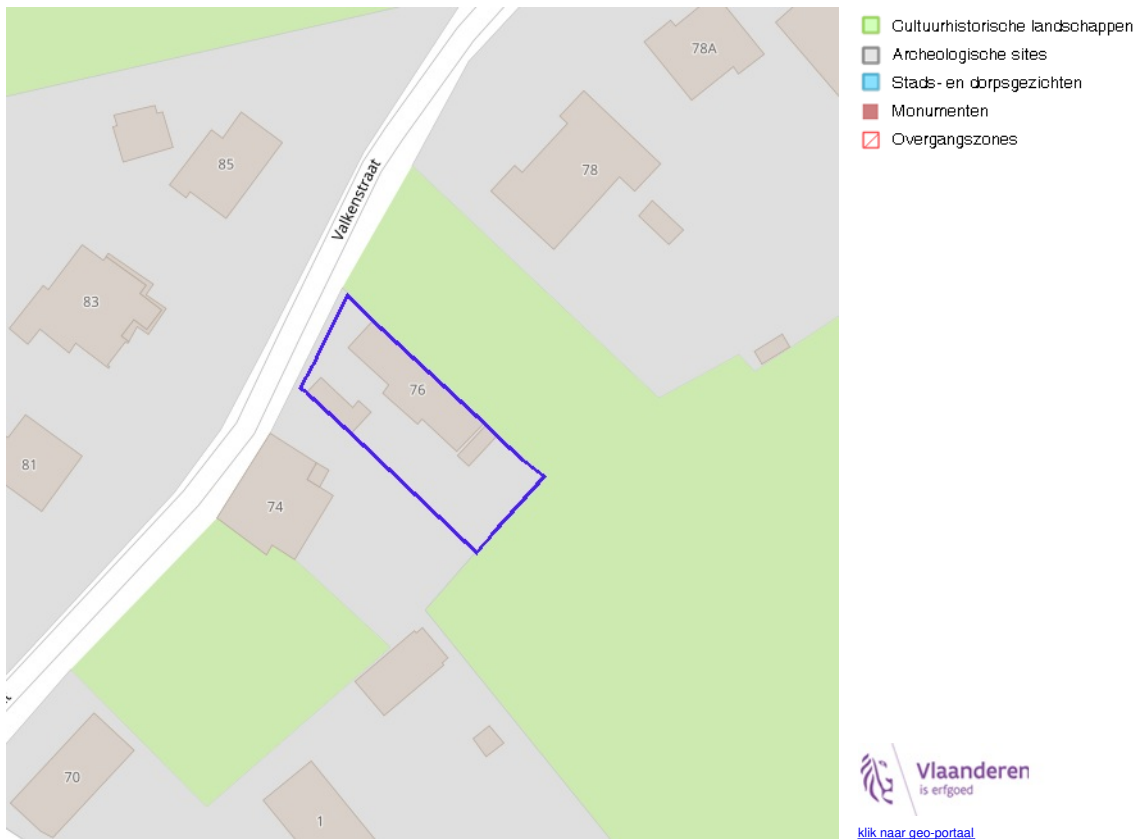 Cultuurhistorische landschappen
Archeologische sites
Stads- en dorpsgezichten
Monumenten
Overgangszones
78A
85
78
Valkenstraat
83
76
81
74
70
1
Vlaanderen
is erfgoed
klik naar geo-portaal